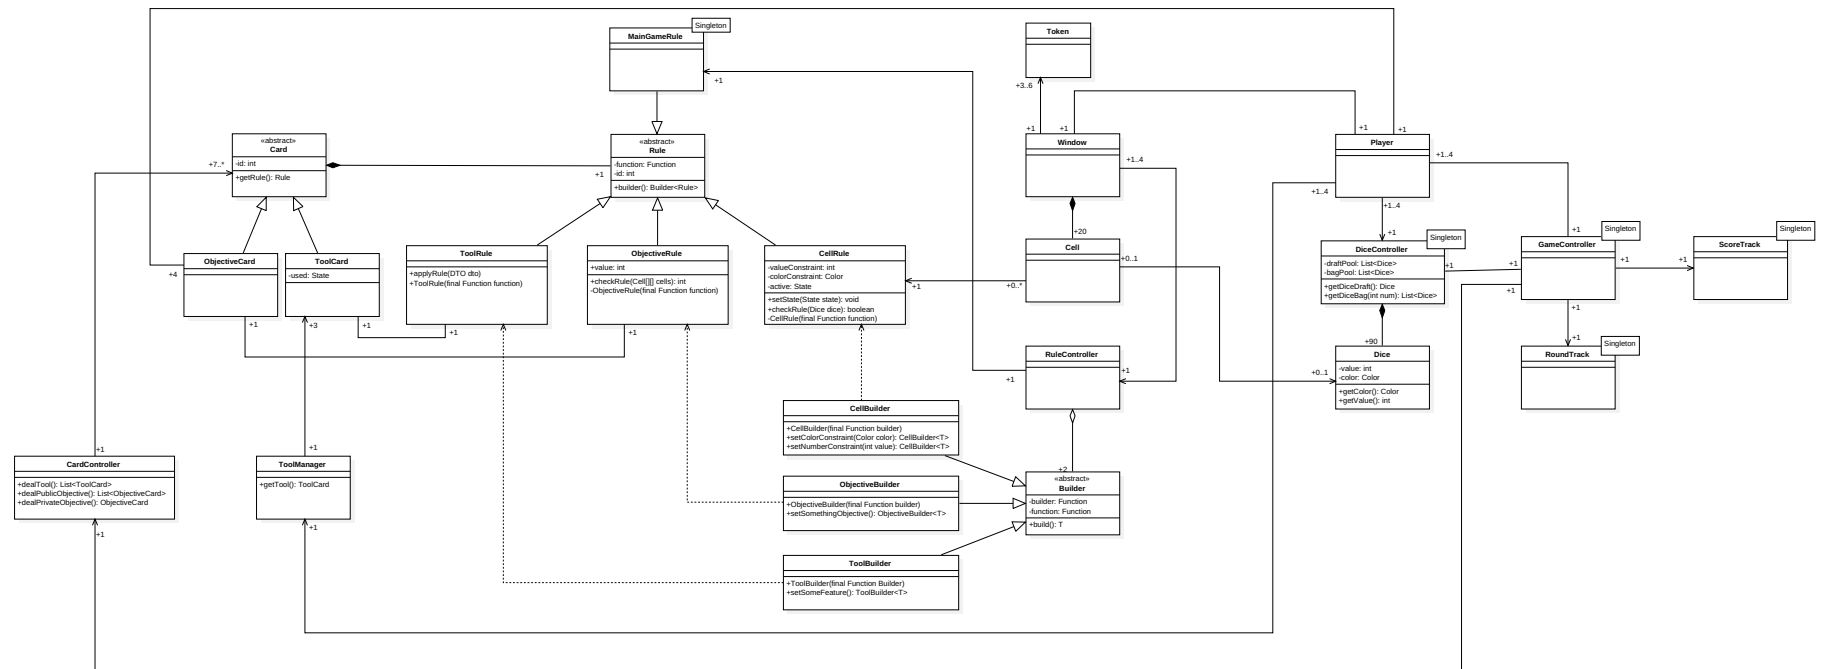 Singleton
MainGameRule
+1
Token
+3..6
+1
+1
Window
+1..4
+1
+1
Player
+1..4
+1..4
«abstract»
Card
-id: int
+getRule(): Rule
+7..*
+1
«abstract»
Rule
-function: Function
-id: int
+builder(): Builder<Rule>
ObjectiveCard
+4
+1
ToolCard
-used: State
+3
+1
ToolRule
+applyRule(DTO dto)
+ToolRule(final Function function)
+1
ObjectiveRule
+value: int
+checkRule(Cell[][] cells): int
-ObjectiveRule(final Function function)
+1
CellRule
-valueConstraint: int
-colorConstraint: Color
-active: State
+setState(State state): void
+checkRule(Dice dice): boolean
-CellRule(final Function function)
+1
+20
Cell
+0..1
+0..*
+1..4
+1
Singleton
DiceController
-draftPool: List<Dice>
-bagPool: List<Dice>
+getDiceDraft(): Dice
+getDiceBag(int num): List<Dice>
+1
+1
+1
Singleton
GameController
+1
+1
+1
+1
Singleton
ScoreTrack
+1
Singleton
RoundTrack
+90
Dice
-value: int
-color: Color
+getColor(): Color
+getValue(): int
+0..1
RuleController
+1
+1
CellBuilder
+CellBuilder(final Function builder)
+setColorConstraint(Color color): CellBuilder<T>
+setNumberConstraint(int value): CellBuilder<T>
+2
«abstract»
Builder
-builder: Function
-function: Function
+build(): T
ObjectiveBuilder
+ObjectiveBuilder(final Function builder)
+setSomethingObjective(): ObjectiveBuilder<T>
ToolBuilder
+ToolBuilder(final Function Builder)
+setSomeFeature(): ToolBuilder<T>
+1
CardController
+dealTool(): List<ToolCard>
+dealPublicObjective(): List<ObjectiveCard>
+dealPrivateObjective(): ObjectiveCard
+1
+1
ToolManager
+getTool(): ToolCard
+1